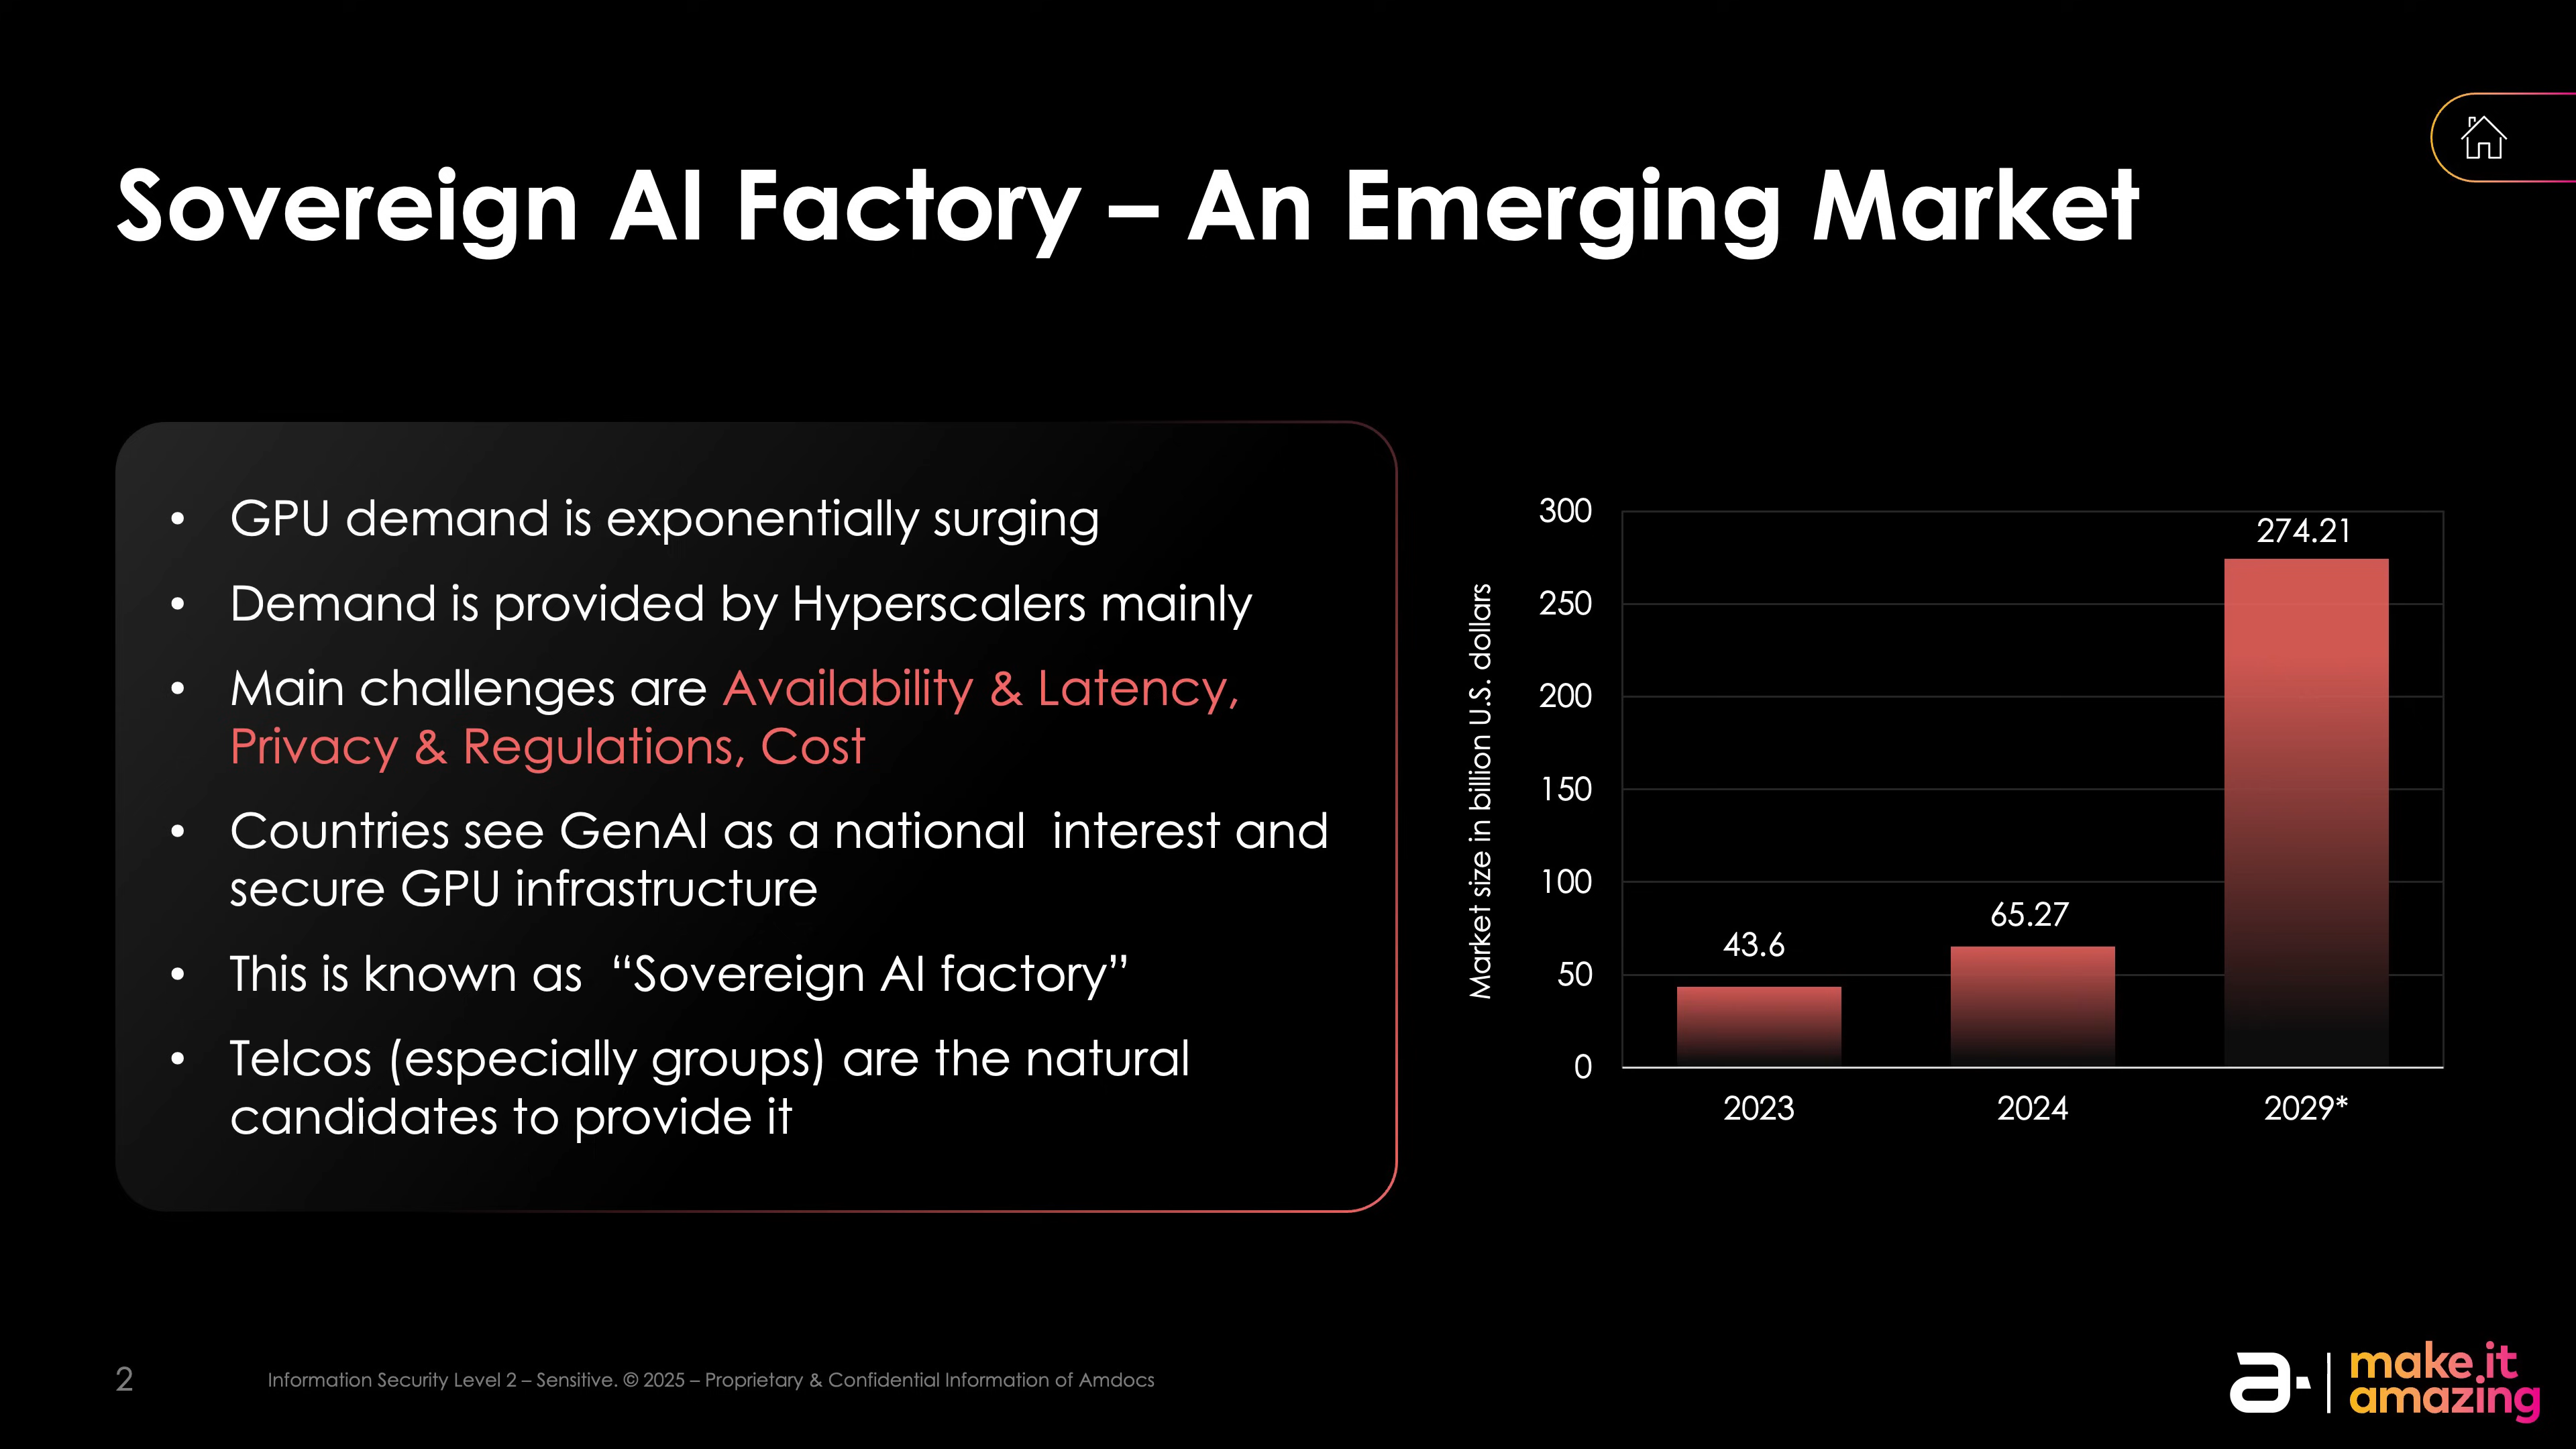 Sovereign AI Factory – An Emerging Market
• GPU demand is exponentially surging
• Demand is provided by Hyperscalers mainly
• Main challenges are Availability & Latency,
Privacy & Regulations, Cost
• Countries see GenAI as a national  interest and
secure GPU infrastructure
• This is known as  “Sovereign AI factory”
• Telcos (especially groups) are the natural
candidates to provide it
Market size in billion U.S. dollars
300
250
200
150
100
50
0
43.6
65.27
274.21
2023
2024
2029*
2
Information Security Level 2 – Sensitive. © 2025 – Proprietary & Confidential Information of Amdocs
a
make it
amazing